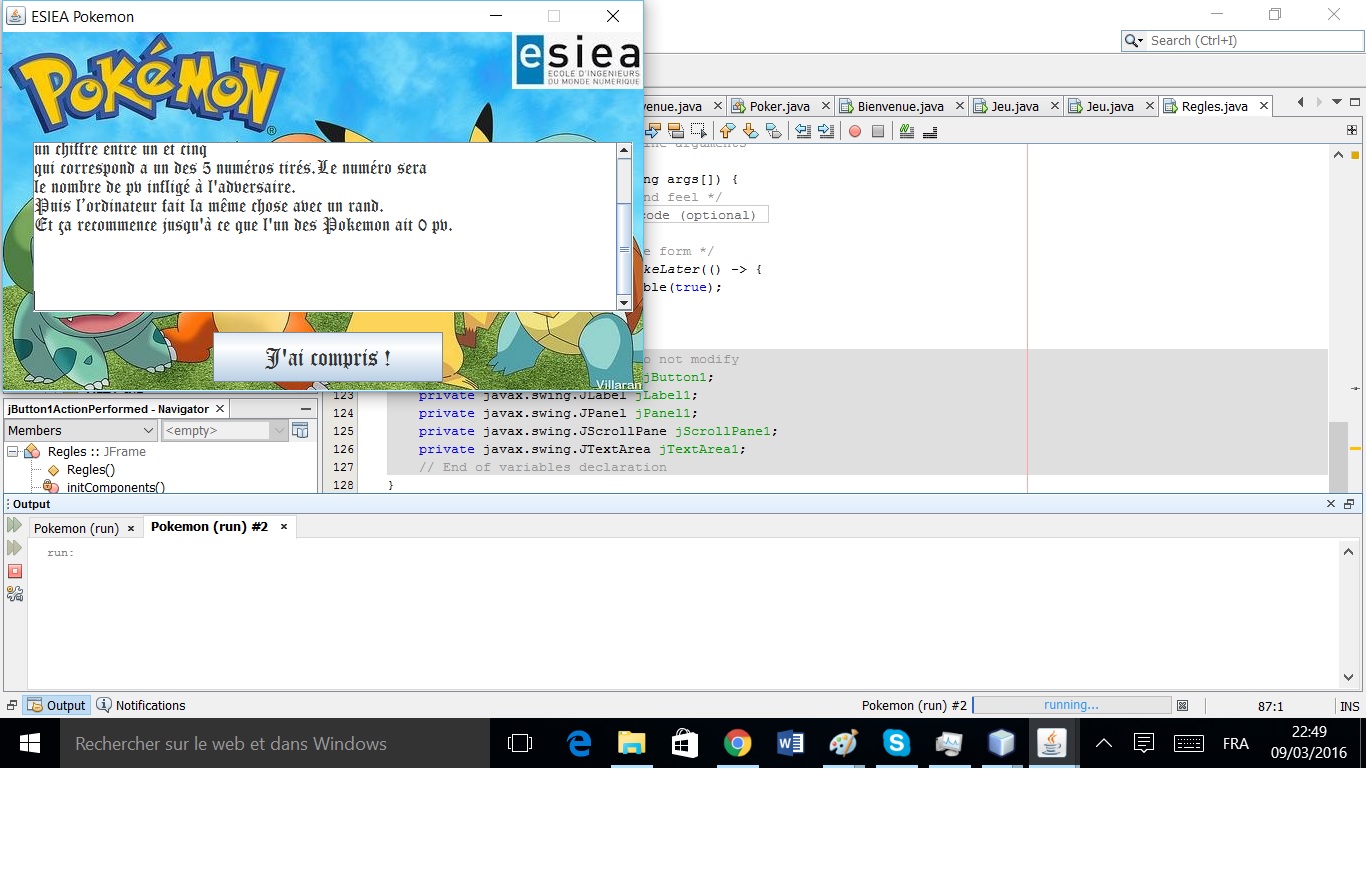 ESIEA Pokemon
POKéMON
®
esiea
ECOLE D'INGENIEURS
DU MONDE NUMERIQUE
un chiffre entre un et cinq
qui correspond a un des 5 numéros tirés.Le numéro sera
le nombre de pv infligé à l'adversaire.
Puis l'ordinateur fait la même chose avec un rand.
Et ça recommence jusqu'à ce que l'un des Pokemon ait 0 pv.
J'ai compris !
Villaran
Search (Ctrl+I)
venue.java Poker.java Bienvenue.java Jeu.java Jeu.java Regles.java
ine arguments
ng args[]) {
nd feel */
code (optional)
e form */
keLater(() -> {
ble(true);
o not modify
jButton1;
123 private javax.swing.JLabel jLabel1;
124 private javax.swing.JPanel jPanel1;
125 private javax.swing.JScrollPane jScrollPane1;
126 private javax.swing.JTextArea jTextArea1;
127 // End of variables declaration
128 }
jButton1ActionPerformed - Navigator
Members <empty>
Regles :: JFrame
Regles()
initComponents()
Output
Pokemon (run) Pokemon (run) #2
run:
Output Notifications Pokemon (run) #2 running... 87:1 INS
Rechercher sur le web et dans Windows FRA 22:49
09/03/2016